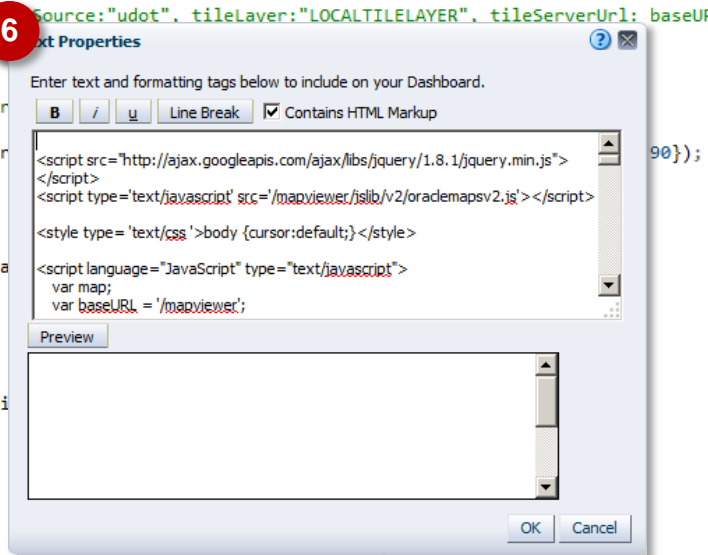 Source:"udot", tileLayer:"LOCALTILELAYER", tileServerUrl: baseUR
6
xt Properties
Enter text and formatting tags below to include on your Dashboard.
B i u Line Break Contains HTML Markup
90});
<script src="http://ajax.googleapis.com/ajax/libs/jquery/1.8.1/jquery.min.js">
</script>
<script type='text/javascript' src='/mapviewer/jslib/v2/oraclemapsv2.js'></script>
<style type= 'text/css '>body {cursor:default;}</style>
<script language="JavaScript" type="text/javascript">
var map;
var baseURL = '/mapviewer';
Preview
OK Cancel